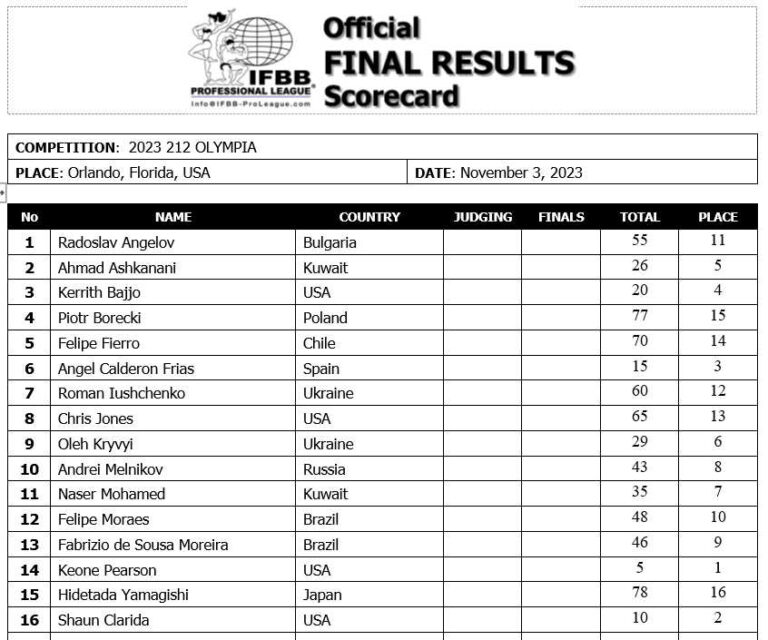 IFBB
PROFESSIONAL LEAGUE
Info@IFBB-ProLeague.com
Official
FINAL RESULTS
Scorecard
COMPETITION: 2023 212 OLYMPIA
PLACE: Orlando, Florida, USA DATE: November 3, 2023
No NAME COUNTRY JUDGING FINALS TOTAL PLACE
1 Radoslav Angelov Bulgaria 55 11
2 Ahmad Ashkanani Kuwait 26 5
3 Kerrith Bajjo USA 20 4
4 Piotr Borecki Poland 77 15
5 Felipe Fierro Chile 70 14
6 Angel Calderon Frias Spain 15 3
7 Roman Iushchenko Ukraine 60 12
8 Chris Jones USA 65 13
9 Oleh Kryvyi Ukraine 29 6
10 Andrei Melnikov Russia 43 8
11 Naser Mohamed Kuwait 35 7
12 Felipe Moraes Brazil 48 10
13 Fabrizio de Sousa Moreira Brazil 46 9
14 Keone Pearson USA 5 1
15 Hidetada Yamagishi Japan 78 16
16 Shaun Clarida USA 10 2